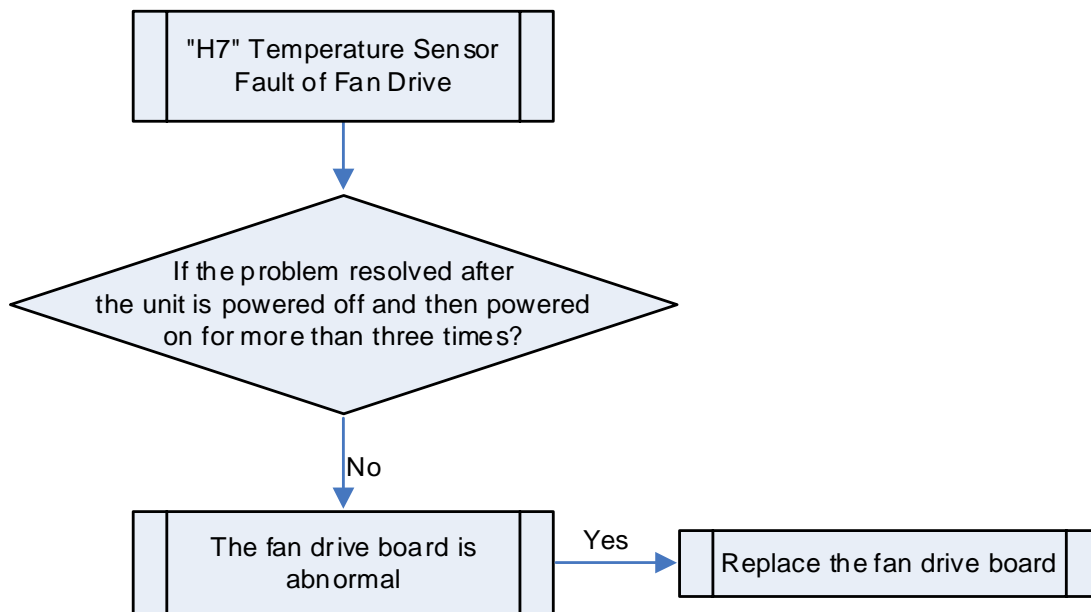 "H7" Temperature Sensor
Fault of Fan Drive
If the problem resolved after
the unit is powered off and then powered
on for more than three times?
No
The fan drive board is
abnormal
Yes
Replace the fan drive board